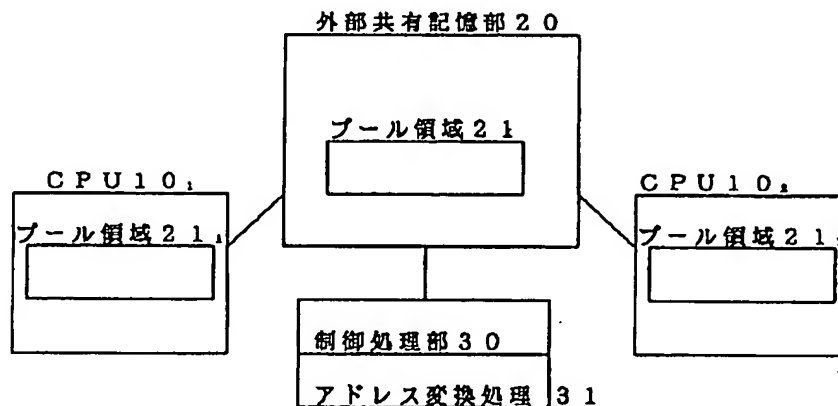 外部共有記憶部20
プール領域21
CPU10₁
プール領域21₁
CPU10₂
プール領域21
制御処理部30
アドレス変換処理31